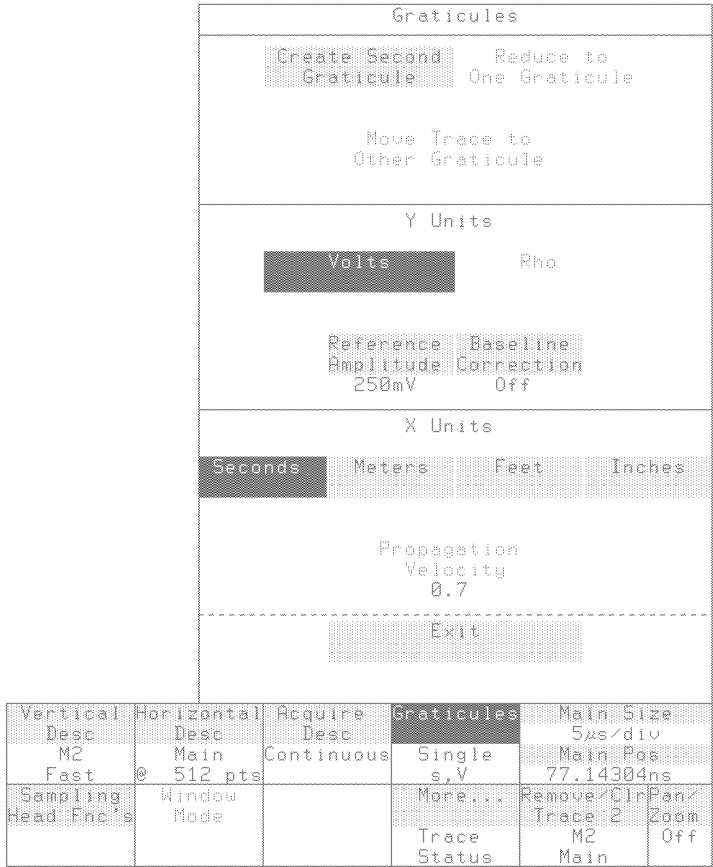 Graticules
Create Second Reduce to
Graticule One Graticule
Move Trace to
Other Graticule
Y Units
Volts Rho
Reference Baseline
Amplitude Correction
250mV Off
X Units
Seconds Meters Feet Inches
Propagation
Velocity
0.7
Exit
Vertical Horizontal Acquire Graticules Main Size
Desc Desc Desc 5µs/div
M2 Main Continuous Single Main Pos
Fast @ 512 pts s,V 77.14304ns
Sampling Window More... Remove/Clr Pan/
Head Fnc's Mode Trace 2 Zoom
Trace M2 Off
Status Main